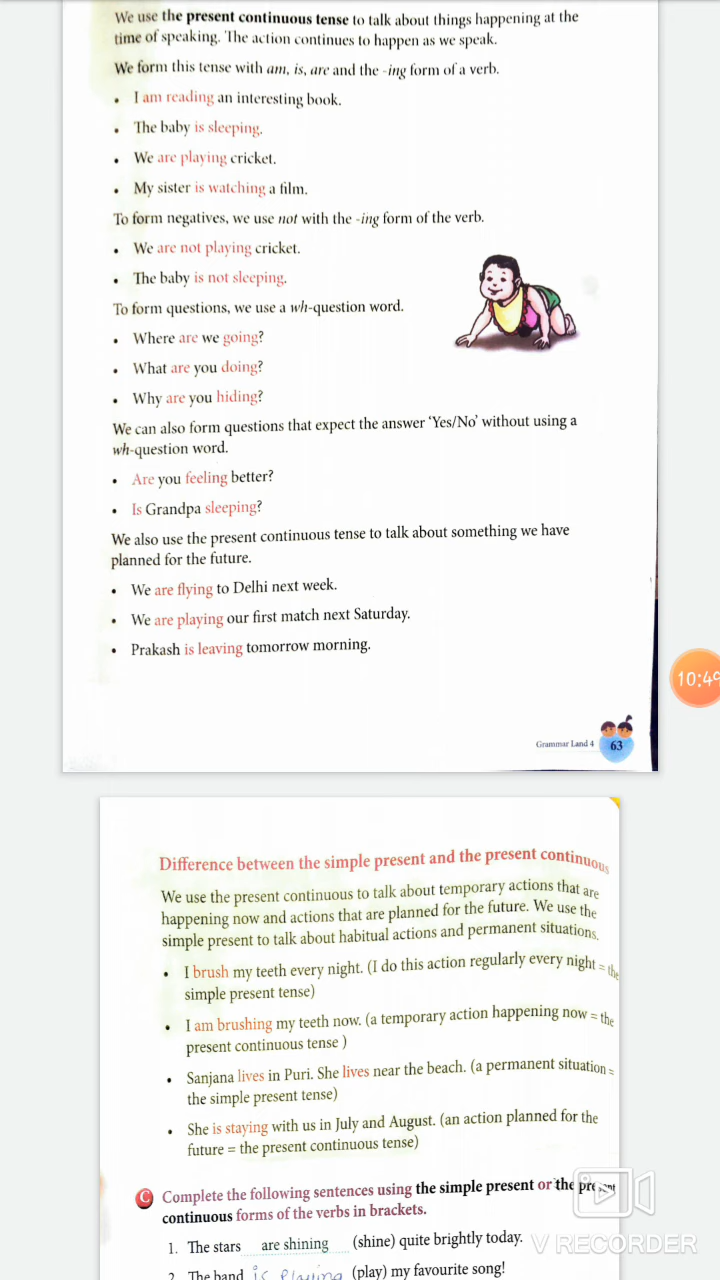 We use the present continuous tense to talk about things happening at the
time of speaking. The action continues to happen as we speak.
We form this tense with am, is, are and the -ing form of a verb.
• I am reading an interesting book.
• The baby is sleeping.
• We are playing cricket.
• My sister is watching a film.
To form negatives, we use not with the -ing form of the verb.
• We are not playing cricket.
• The baby is not sleeping.
To form questions, we use a wh-question word.
• Where are we going?
• What are you doing?
• Why are you hiding?
We can also form questions that expect the answer ‘Yes/No’ without using a
wh-question word.
• Are you feeling better?
• Is Grandpa sleeping?
We also use the present continuous tense to talk about something we have
planned for the future.
• We are flying to Delhi next week.
• We are playing our first match next Saturday.
• Prakash is leaving tomorrow morning.
10:49
Grammar Land 4 63
Difference between the simple present and the present continuous
We use the present continuous to talk about temporary actions that are
happening now and actions that are planned for the future. We use the
simple present to talk about habitual actions and permanent situations.
• I brush my teeth every night. (I do this action regularly every night = the
simple present tense)
• I am brushing my teeth now. (a temporary action happening now = the
present continuous tense )
• Sanjana lives in Puri. She lives near the beach. (a permanent situation =
the simple present tense)
• She is staying with us in July and August. (an action planned for the
future = the present continuous tense)
C Complete the following sentences using the simple present or the present
continuous forms of the verbs in brackets.
1. The stars are shining (shine) quite brightly today.
V RECORDER
2. The band is playing (play) my favourite song!